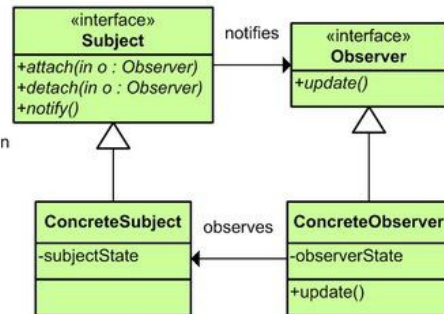 «interface»
Subject
+attach(in o : Observer)
+detach(in o : Observer)
+notify()
notifies
«interface»
Observer
+update()
n
ConcreteSubject
-subjectState
observes
ConcreteObserver
-observerState
+update()